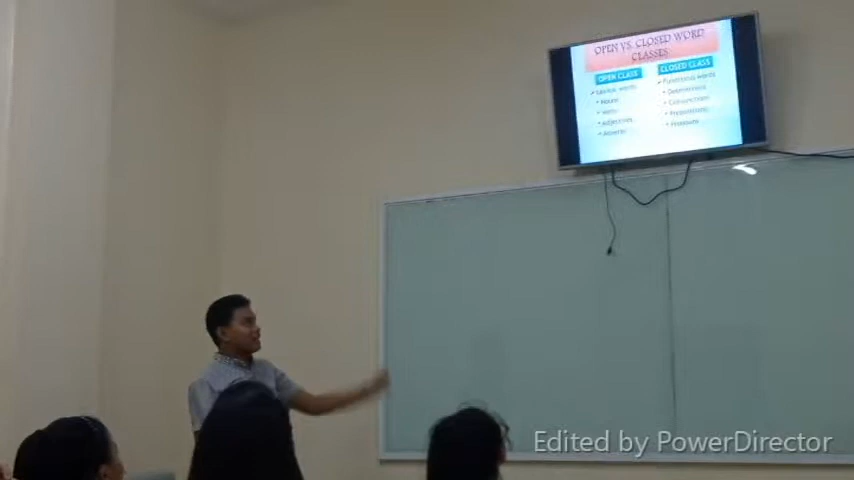 OPEN VS. CLOSED WORD
CLASSES
OPEN CLASS
Lexical words
Nouns
Verbs
Adjectives
Adverbs
CLOSED CLASS
Functional words
Determiners
Conjunctions
Prepositions
Pronouns
Edited by PowerDirector